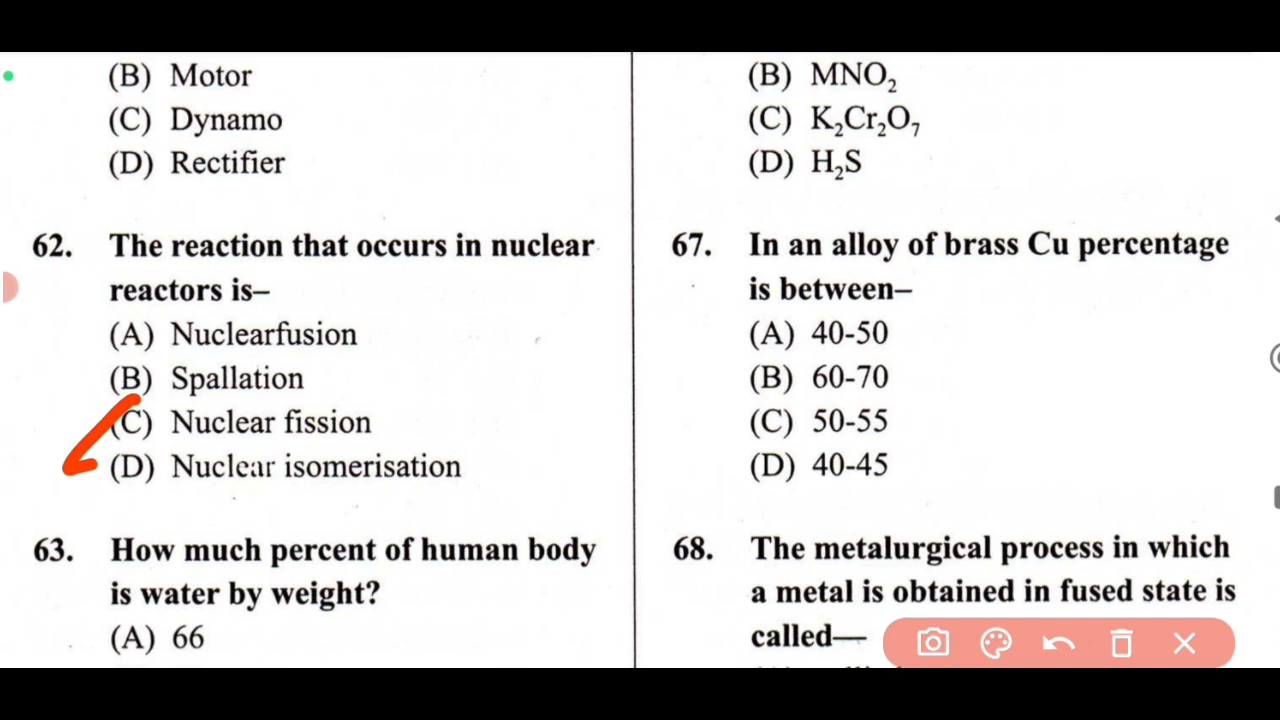 (B) Motor
(C) Dynamo
(D) Rectifier
62. The reaction that occurs in nuclear
reactors is–
(A) Nuclearfusion
(B) Spallation
(C) Nuclear fission
(D) Nuclear isomerisation
63. How much percent of human body
is water by weight?
(A) 66
(B) MNO₂
(C) K₂Cr₂O₇
(D) H₂S
67. In an alloy of brass Cu percentage
is between–
(A) 40-50
(B) 60-70
(C) 50-55
(D) 40-45
68. The metalurgical process in which
a metal is obtained in fused state is
called—